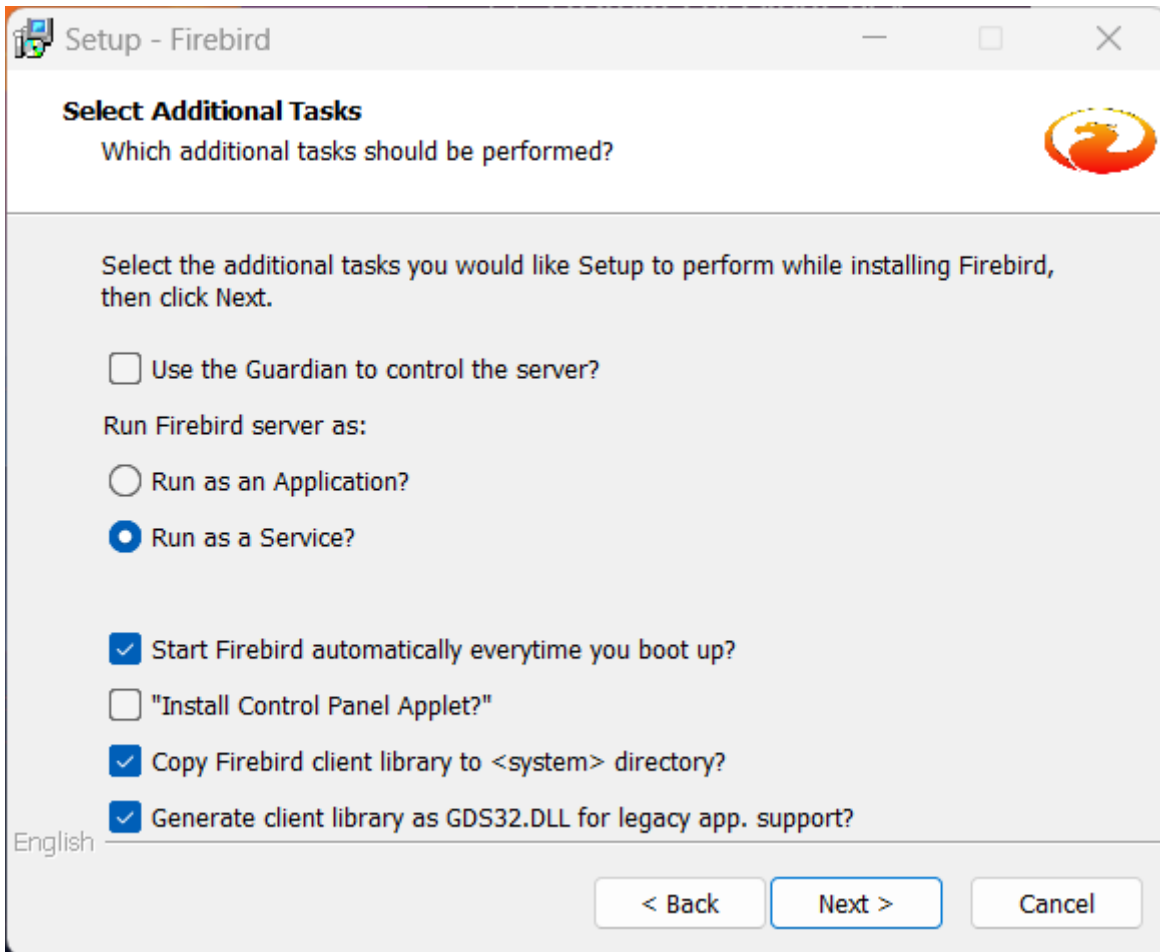 Setup - Firebird
Select Additional Tasks
Which additional tasks should be performed?
Select the additional tasks you would like Setup to perform while installing Firebird,
then click Next.
Use the Guardian to control the server?
Run Firebird server as:
Run as an Application?
Run as a Service?
Start Firebird automatically everytime you boot up?
"Install Control Panel Applet?"
Copy Firebird client library to <system> directory?
Generate client library as GDS32.DLL for legacy app. support?
English
< Back
Next >
Cancel